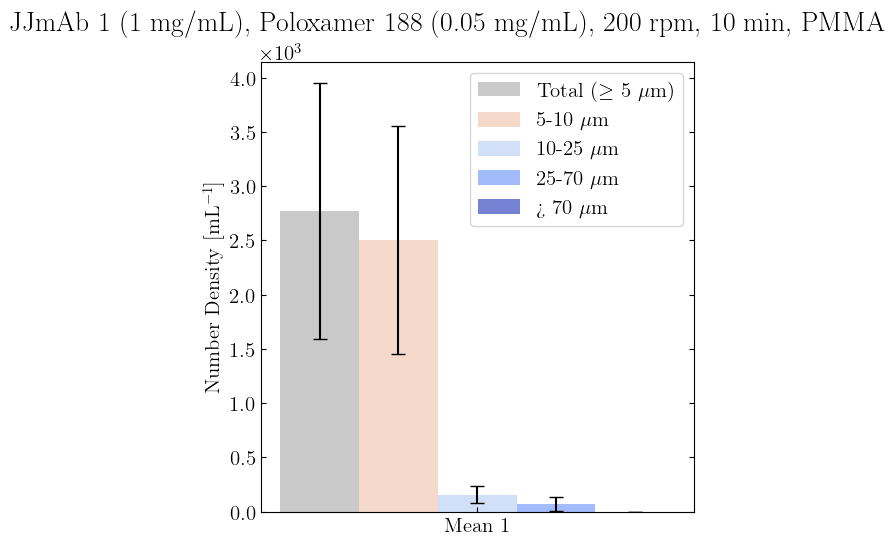 JJmAb 1 (1 mg/mL), Poloxamer 188 (0.05 mg/mL), 200 rpm, 10 min, PMMA
×10³
4.0
3.5
3.0
2.5
2.0
1.5
1.0
0.5
0.0
Number Density [mL⁻¹]
Total (≥ 5 μm)
5-10 μm
10-25 μm
25-70 μm
> 70 μm
Mean 1